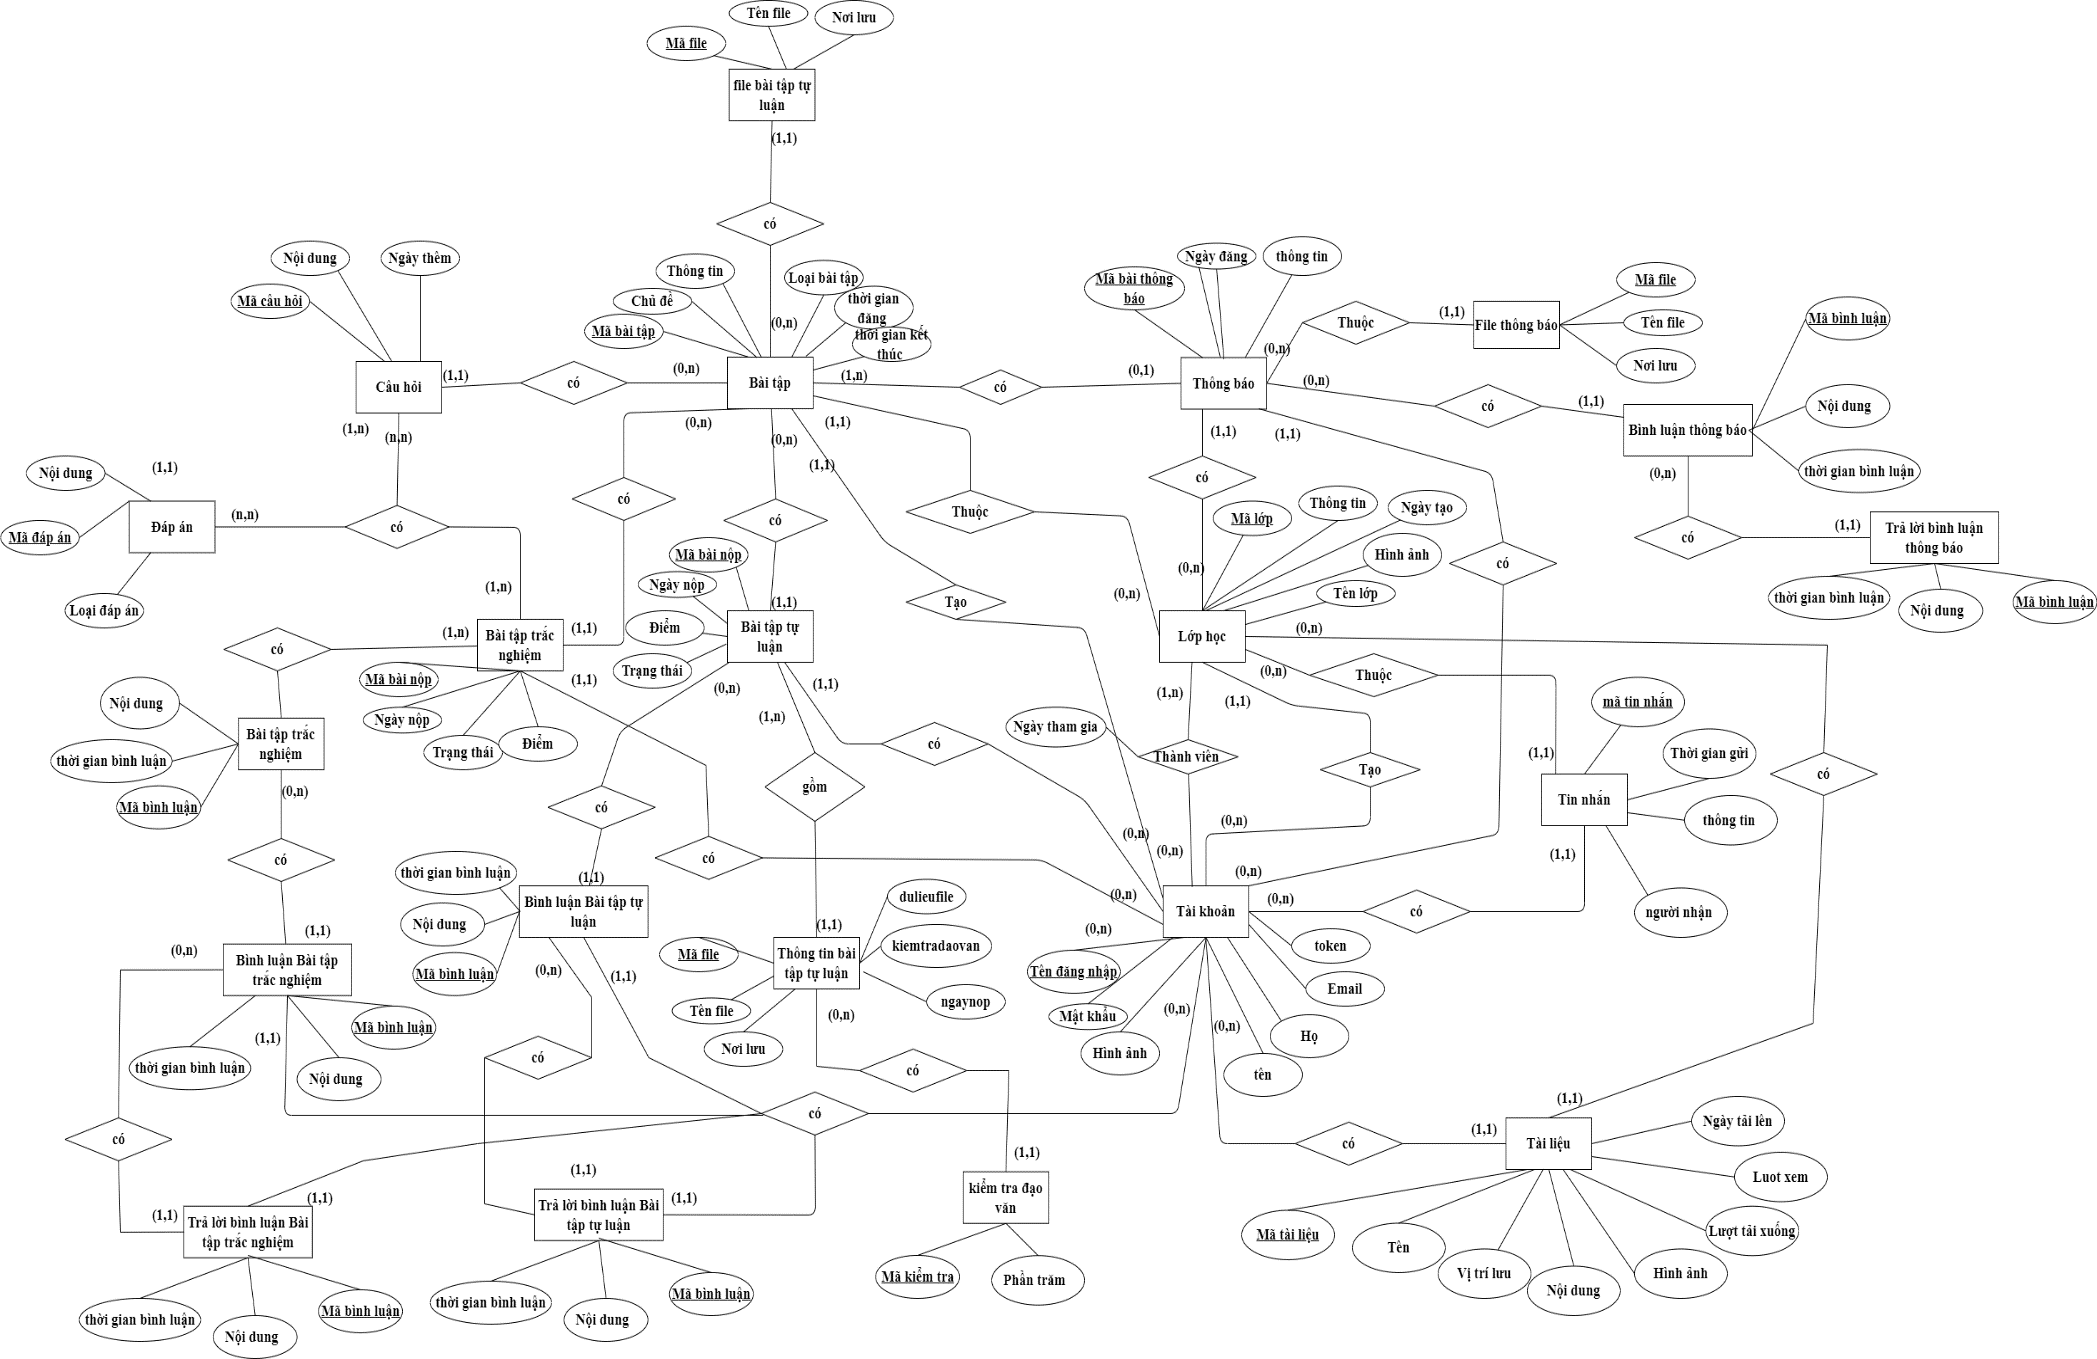 Tên file
Nơi lưu
Mã file
file bài tập tự
luận
(1,1)
có
Nội dung
Ngày thêm
Mã câu hỏi
Thông tin
Loại bài tập
Chủ đề
thời gian
đăng
Mã bài tập
(0,n)
thời gian kết
thúc
Ngày đăng
thông tin
Mã bài thông
báo
Thuộc
(1,1)
(0,n)
File thông báo
Mã file
Tên file
Nơi lưu
Mã bình luận
Câu hỏi
(1,1)
có
(0,n)
Bài tập
(1,n)
có
(0,1)
Thông báo
(0,n)
có
(1,1)
Bình luận thông báo
Nội dung
thời gian bình luận
(1,n)
(n,n)
(0,n)
(0,n)
(1,1)
(1,1)
(1,1)
(1,1)
(0,n)
Nội dung
(1,1)
Mã đáp án
Đáp án
(n,n)
có
Loại đáp án
có
có
Thuộc
có
Mã lớp
Thông tin
Ngày tạo
Hình ảnh
Tên lớp
(0,n)
có
có
(1,1)
Trả lời bình luận
thông báo
thời gian bình luận
Nội dung
Mã bình luận
Mã bài nộp
Ngày nộp
Điểm
Trạng thái
(1,1)
Bài tập tự
luận
Tạo
(0,n)
(1,n)
có
(1,n)
Bài tập trắc
nghiệm
(1,1)
(1,1)
Mã bài nộp
Ngày nộp
Trạng thái
Điểm
Lớp học
(0,n)
(0,n)
Thuộc
(1,n)
(1,1)
Nội dung
thời gian bình luận
Mã bình luận
Bài tập trắc
nghiệm
(0,n)
(0,n)
(1,n)
(1,1)
có
gồm
có
Ngày tham gia
Thành viên
Tạo
(1,1)
mã tin nhắn
Thời gian gửi
thông tin
người nhận
Tin nhắn
(1,1)
có
có
có
(0,n)
(0,n)
(0,n)
(0,n)
(0,n)
(0,n)
Tài khoản
(0,n)
có
thời gian bình luận
Nội dung
Mã bình luận
(1,1)
Bình luận Bài tập tự
luận
(0,n)
(1,1)
dulieufile
kiemtradaovan
ngaynop
(1,1)
Mã file
Thông tin bài
tập tự luận
Tên file
Nơi lưu
(0,n)
Tên đăng nhập
Mật khẩu
Hình ảnh
tên
Họ
Email
token
(0,n)
(0,n)
(0,n)
(1,1)
Bình luận Bài tập
trắc nghiệm
(1,1)
thời gian bình luận
Nội dung
Mã bình luận
có
có
có
có
có
(1,1)
(1,1)
Tài liệu
Ngày tải lên
Luot xem
Lượt tải xuống
Hình ảnh
Nội dung
Vị trí lưu
Tên
Mã tài liệu
(1,1)
(1,1)
Trả lời bình luận Bài
tập trắc nghiệm
thời gian bình luận
Nội dung
Mã bình luận
(1,1)
(1,1)
Trả lời bình luận Bài
tập tự luận
thời gian bình luận
Nội dung
Mã bình luận
(1,1)
kiểm tra đạo
văn
Mã kiểm tra
Phần trăm